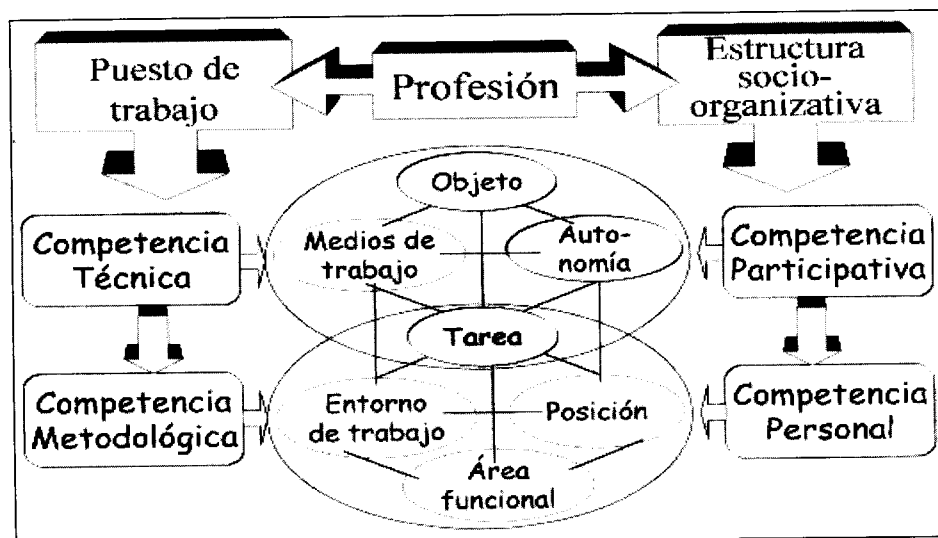 Puesto de
trabajo
Profesión
Estructura
socio-
organizativa
Objeto
Competencia
Técnica
Medios de
trabajo
Auto-
nomía
Competencia
Participativa
Tarea
Competencia
Metodológica
Entorno
de trabajo
Posición
Competencia
Personal
Área
funcional